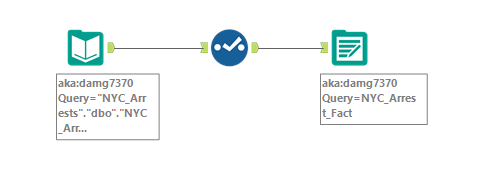 aka:damg7370
Query="NYC_Arr
ests"."dbo"."NYC
_Arr...
aka:damg7370
Query=NYC_Arres
t_Fact